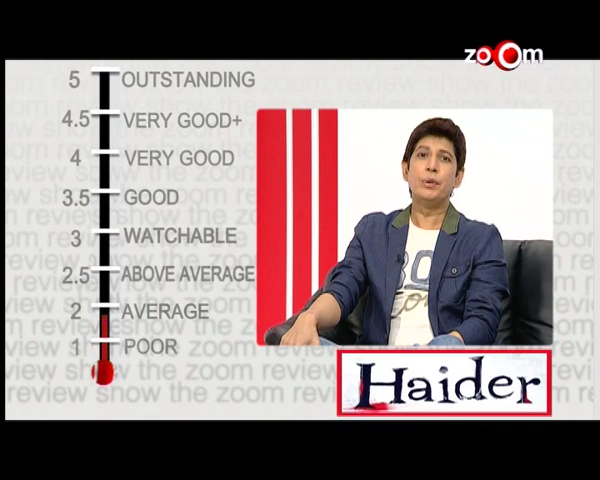 zoom
5 OUTSTANDING
4.5 VERY GOOD+
4 VERY GOOD
3.5 GOOD
3 WATCHABLE
2.5 ABOVE AVERAGE
2 AVERAGE
1 POOR
Haider